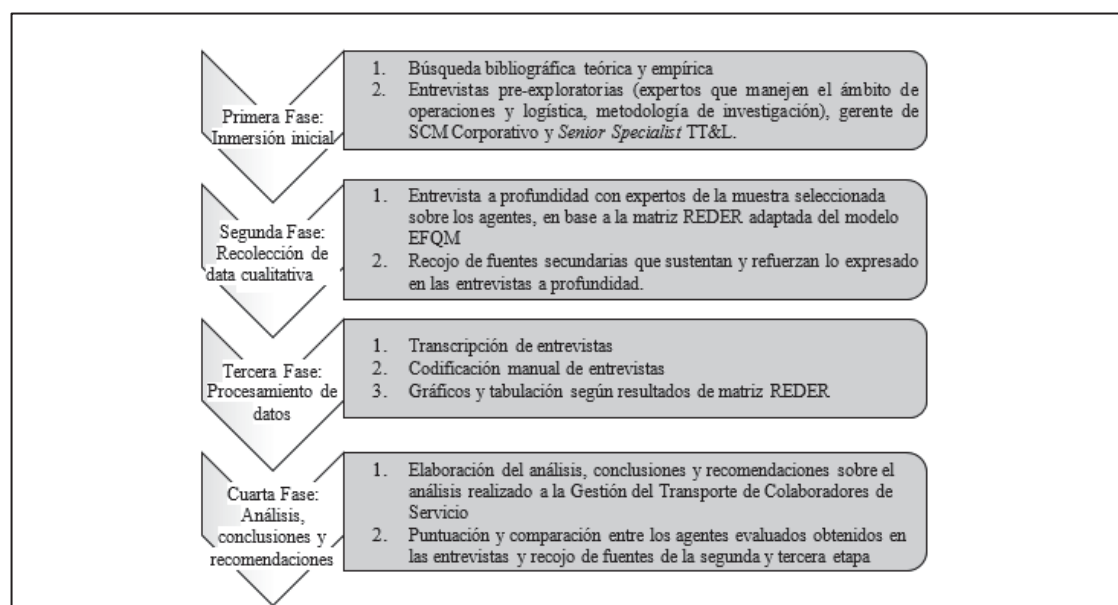 Primera Fase:
Inmersión inicial
1. Búsqueda bibliográfica teórica y empírica
2. Entrevistas pre-exploratorias (expertos que manejen el ámbito de
operaciones y logística, metodología de investigación), gerente de
SCM Corporativo y Senior Specialist TT&L.
Segunda Fase:
Recolección de
data cualitativa
1. Entrevista a profundidad con expertos de la muestra seleccionada
sobre los agentes, en base a la matriz REDER adaptada del modelo
EFQM
2. Recojo de fuentes secundarias que sustentan y refuerzan lo expresado
en las entrevistas a profundidad.
Tercera Fase:
Procesamiento de
datos
1. Transcripción de entrevistas
2. Codificación manual de entrevistas
3. Gráficos y tabulación según resultados de matriz REDER
Cuarta Fase:
Análisis,
conclusiones y
recomendaciones
1. Elaboración del análisis, conclusiones y recomendaciones sobre el
análisis realizado a la Gestión del Transporte de Colaboradores de
Servicio
2. Puntuación y comparación entre los agentes evaluados obtenidos en
las entrevistas y recojo de fuentes de la segunda y tercera etapa